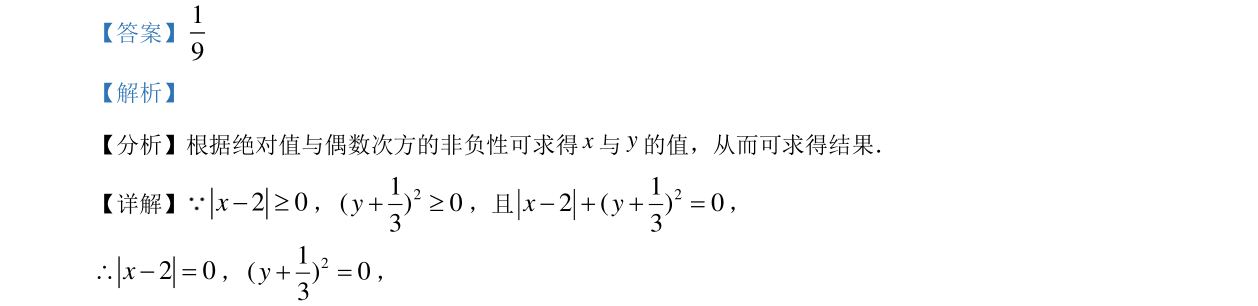 【答案】1/9
【解析】
【分析】根据绝对值与偶数次方的非负性可求得 x 与 y 的值，从而可求得结果．
【详解】∵|x−2|≥0，(y+1/3)²≥0，且|x−2|+(y+1/3)²=0，
∴|x−2|=0，(y+1/3)²=0，